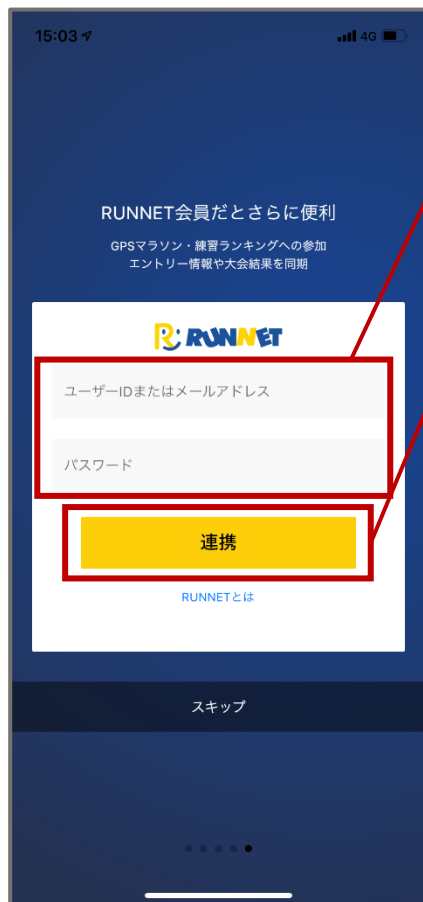 15:03
4G
RUNNET会員だとさらに便利
GPSマラソン・練習ランキングへの参加
エントリー情報や大会結果を同期
RUNNET
ユーザーIDまたはメールアドレス
パスワード
連携
RUNNETとは
スキップ